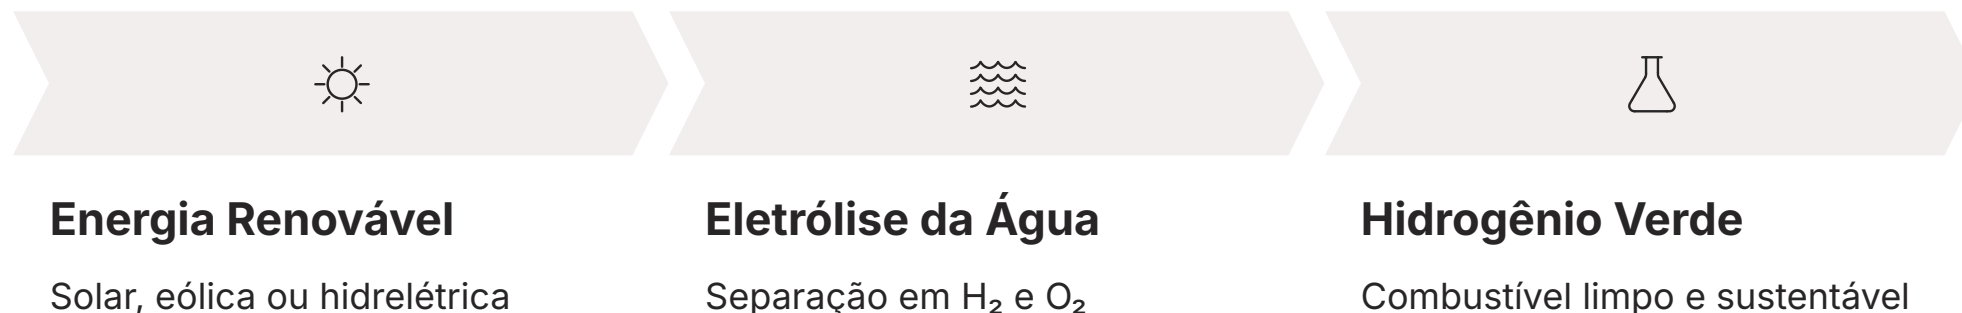 Energia Renovável
Solar, eólica ou hidrelétrica
Eletrólise da Água
Separação em H₂ e O₂
Hidrogênio Verde
Combustível limpo e sustentável